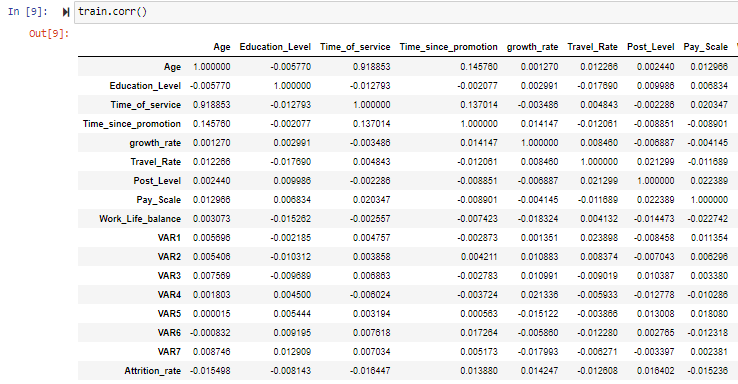 In [9]: train.corr()
Out[9]:
Age Education_Level Time_of_service Time_since_promotion growth_rate Travel_Rate Post_Level Pay_Scale
Age 1.000000 -0.005770 0.918853 0.145760 0.001270 0.012266 0.002440 0.012966
Education_Level -0.005770 1.000000 -0.012793 -0.002077 0.002991 -0.017690 0.009986 0.006834
Time_of_service 0.918853 -0.012793 1.000000 0.137014 -0.003486 0.004843 -0.002286 0.020347
Time_since_promotion 0.145760 -0.002077 0.137014 1.000000 0.014147 -0.012061 -0.008851 -0.008901
growth_rate 0.001270 0.002991 -0.003486 0.014147 1.000000 0.008460 -0.006887 -0.004145
Travel_Rate 0.012266 -0.017690 0.004843 -0.012061 0.008460 1.000000 0.021299 -0.011689
Post_Level 0.002440 0.009986 -0.002286 -0.008851 -0.006887 0.021299 1.000000 0.022389
Pay_Scale 0.012966 0.006834 0.020347 -0.008901 -0.004145 -0.011689 0.022389 1.000000
Work_Life_balance 0.003073 -0.015262 -0.002557 -0.007423 -0.018324 0.004132 -0.014473 -0.022742
VAR1 0.005696 -0.002185 0.004757 -0.002873 0.001351 0.023898 -0.008458 0.011354
VAR2 0.005406 -0.010312 0.003858 0.004211 0.010883 0.008374 -0.007043 0.006296
VAR3 0.007569 -0.009689 0.006863 -0.002783 0.010991 -0.009019 0.010387 0.003380
VAR4 0.001803 0.004500 -0.006024 -0.003724 0.021336 -0.005933 -0.012778 -0.010286
VAR5 0.000015 0.005444 0.003194 0.000563 -0.015122 -0.003866 0.013008 0.018080
VAR6 -0.000832 0.009195 0.007618 0.017264 -0.005860 -0.012280 0.002765 -0.012318
VAR7 0.008746 0.012909 0.007034 0.005173 -0.017993 -0.006271 -0.003397 0.002381
Attrition_rate -0.015498 -0.008143 -0.016447 0.013880 0.014247 -0.012608 0.016402 -0.015236